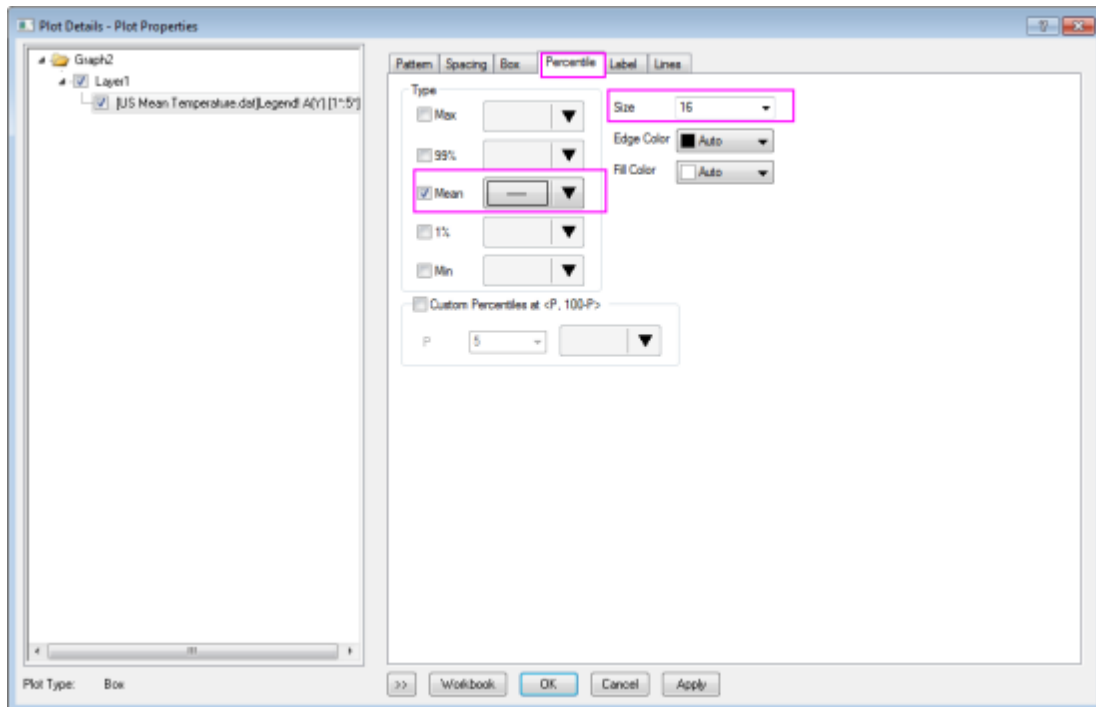 Plot Details - Plot Properties
Graph2
Layer1
[US Mean Temperature.dat]Legend! A(Y) [1*:5*]
Pattern Spacing Box Percentile Label Lines
Type
Max
99%
Mean
1%
Min
Size 16
Edge Color Auto
Fill Color Auto
Custom Percentiles at <P, 100-P>
P 5
Plot Type: Box
>> Workbook OK Cancel Apply